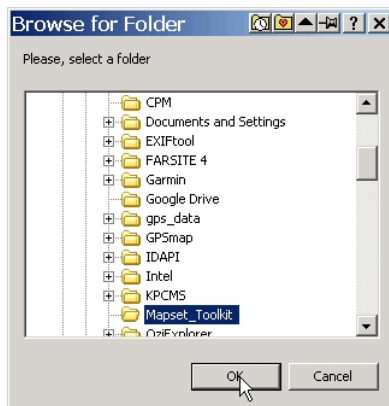 Browse for Folder
Please, select a folder
CPM
Documents and Settings
EXIFtool
FARSITE 4
Garmin
Google Drive
gps_data
GPSmap
IDAPI
Intel
KPCMS
Mapset_Toolkit
OziExplorer
OK
Cancel